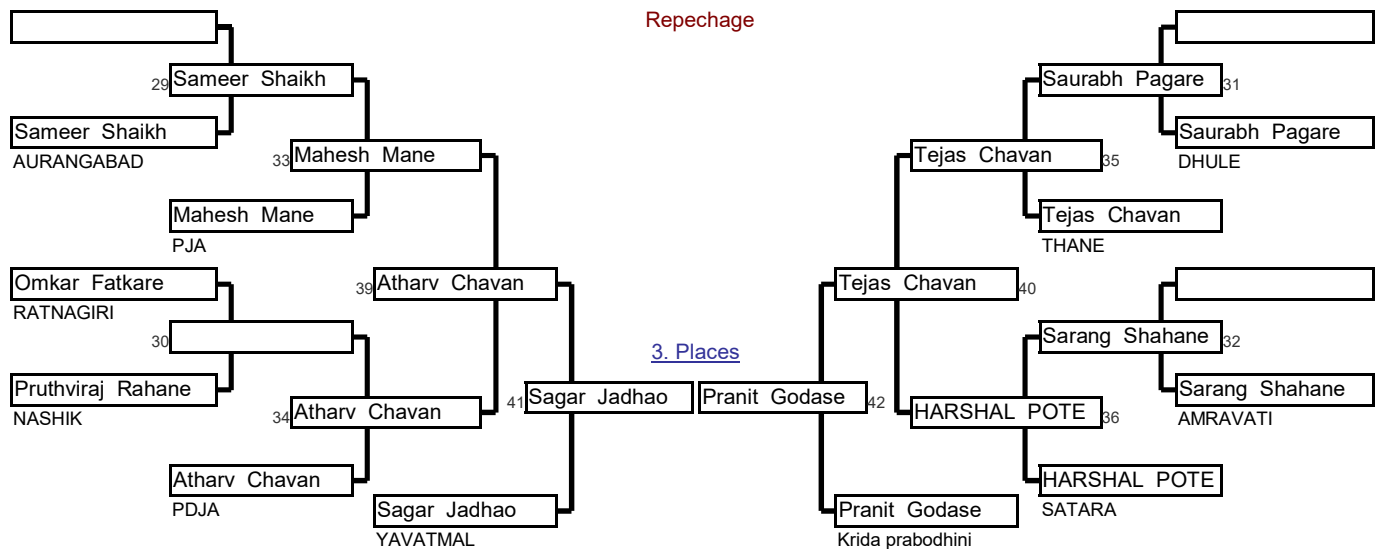 Repechage
29 Sameer Shaikh
Saurabh Pagare 31
Sameer Shaikh
AURANGABAD
Saurabh Pagare
DHULE
33 Mahesh Mane
Tejas Chavan 35
Mahesh Mane
PJA
Tejas Chavan
THANE
Omkar Fatkare
RATNAGIRI
39 Atharv Chavan
Tejas Chavan 40
30
Sarang Shahane 32
3. Places
Pruthviraj Rahane
NASHIK
41 Sagar Jadhao
Pranit Godase 42
Sarang Shahane
AMRAVATI
34 Atharv Chavan
HARSHAL POTE 36
Atharv Chavan
PDJA
HARSHAL POTE
SATARA
Sagar Jadhao
YAVATMAL
Pranit Godase
Krida prabodhini